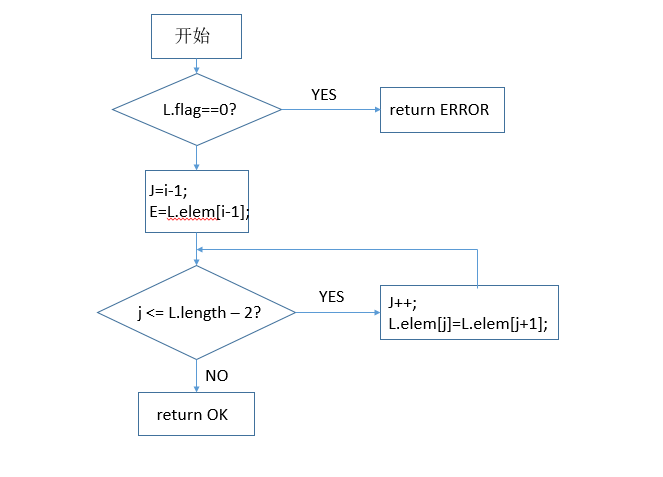 开始
L.flag==0?
YES
return ERROR
J=i-1;
E=L.elem[i-1];
j <= L.length – 2?
YES
J++;
L.elem[j]=L.elem[j+1];
NO
return OK